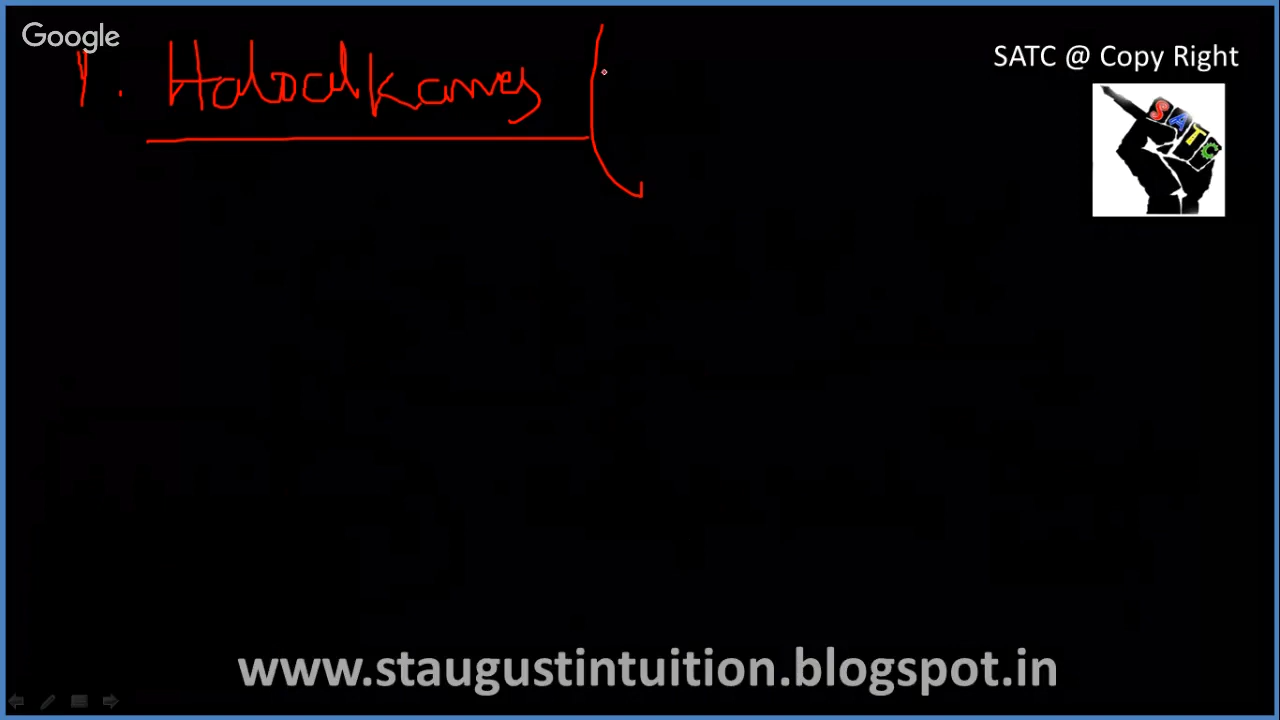 Google
SATC @ Copy Right
1. Haloalkanes (
SATC
www.staugustintuition.blogspot.in